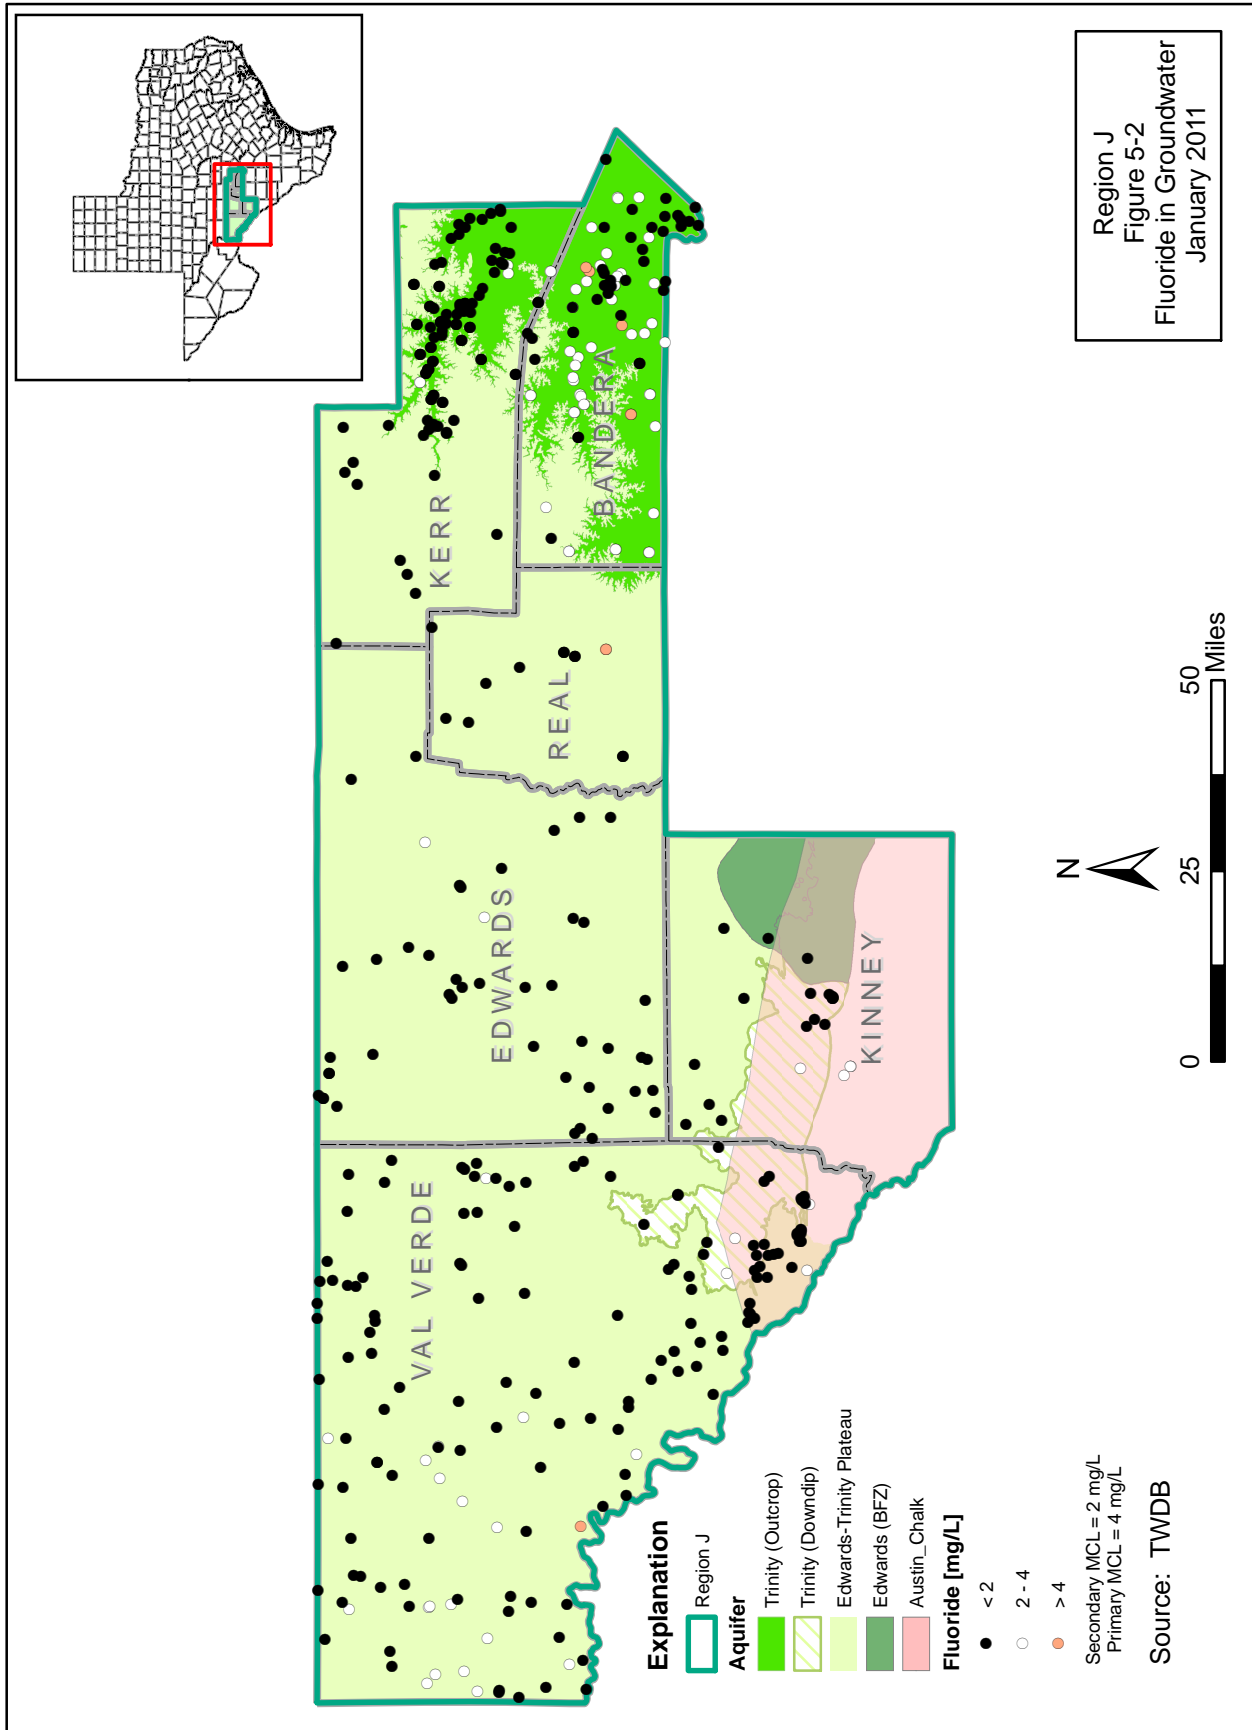 Region J
Figure 5-2
Fluoride in Groundwater
January 2011
KERR
BANDERA
REAL
EDWARDS
KINNEY
VAL VERDE
N
0 25 50
Miles
Explanation
Region J
Aquifer
Trinity (Outcrop)
Trinity (Downdip)
Edwards-Trinity Plateau
Edwards (BFZ)
Austin_Chalk
Fluoride [mg/L]
< 2
2 - 4
> 4
Secondary MCL = 2 mg/L
Primary MCL = 4 mg/L
Source: TWDB